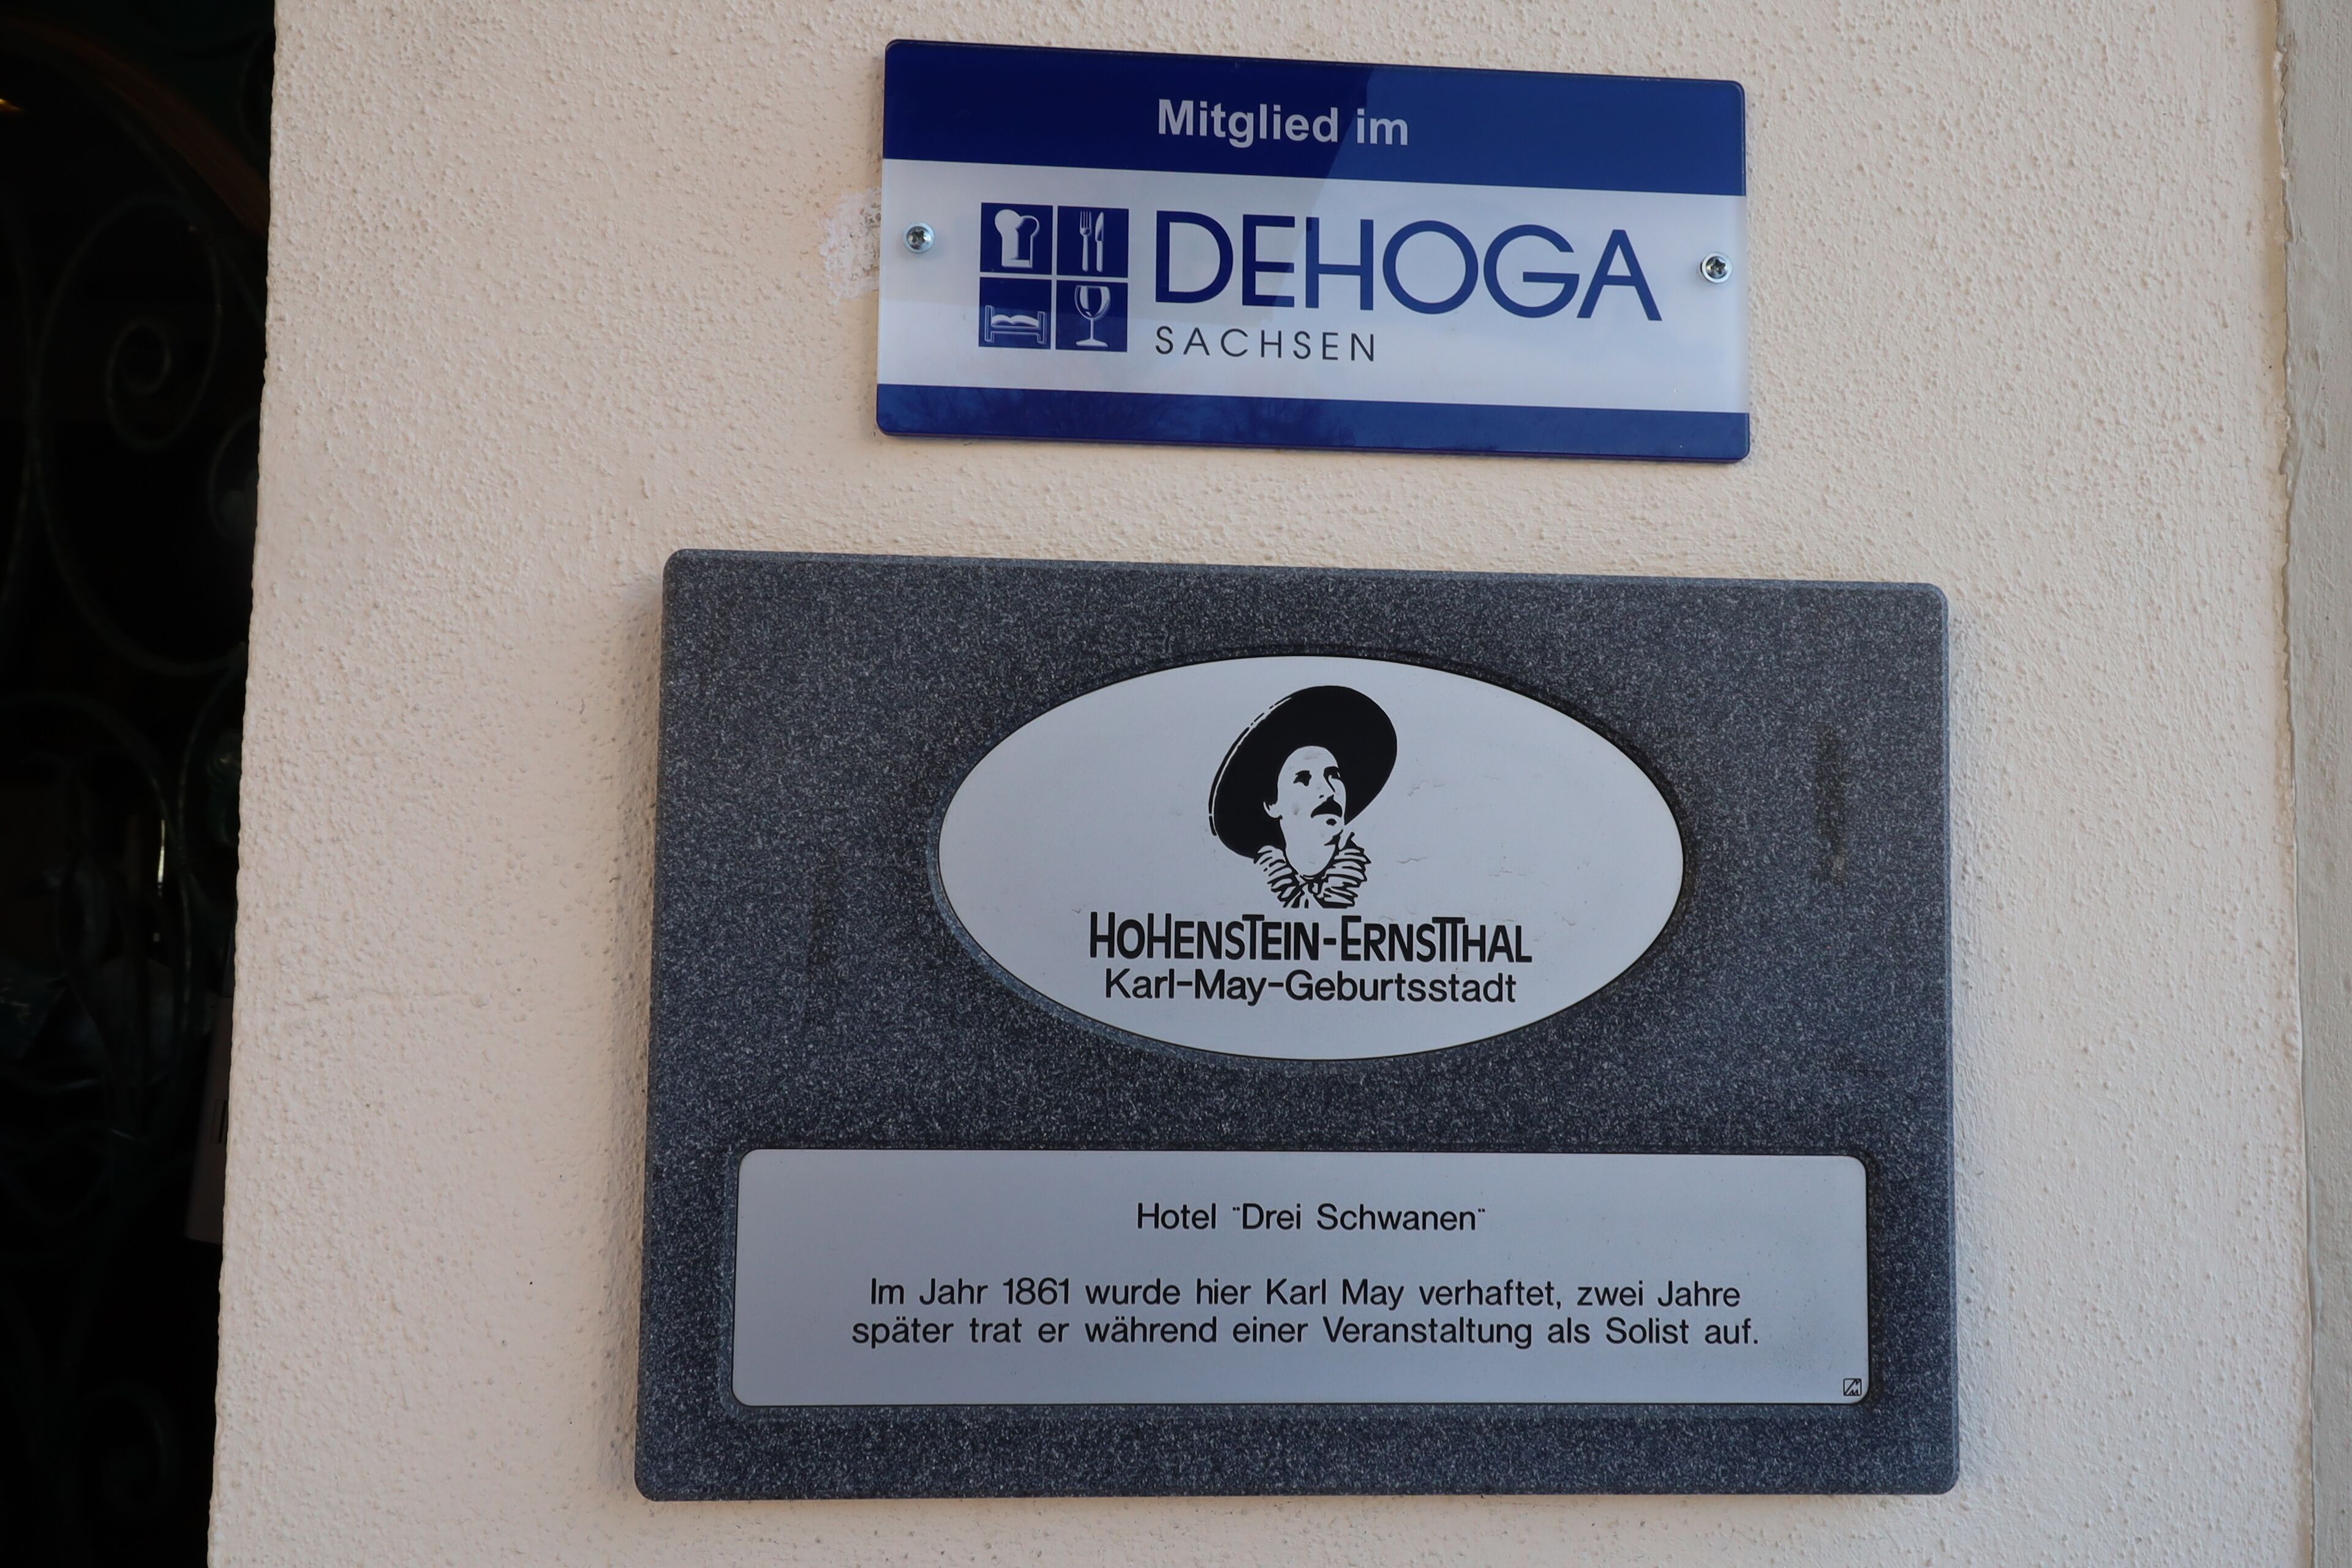 Mitglied im
DEHOGA
SACHSEN
HOHENSTEIN-ERNSTTHAL
Karl-May-Geburtsstadt
Hotel ¨Drei Schwanen¨
Im Jahr 1861 wurde hier Karl May verhaftet, zwei Jahre
später trat er während einer Veranstaltung als Solist auf.